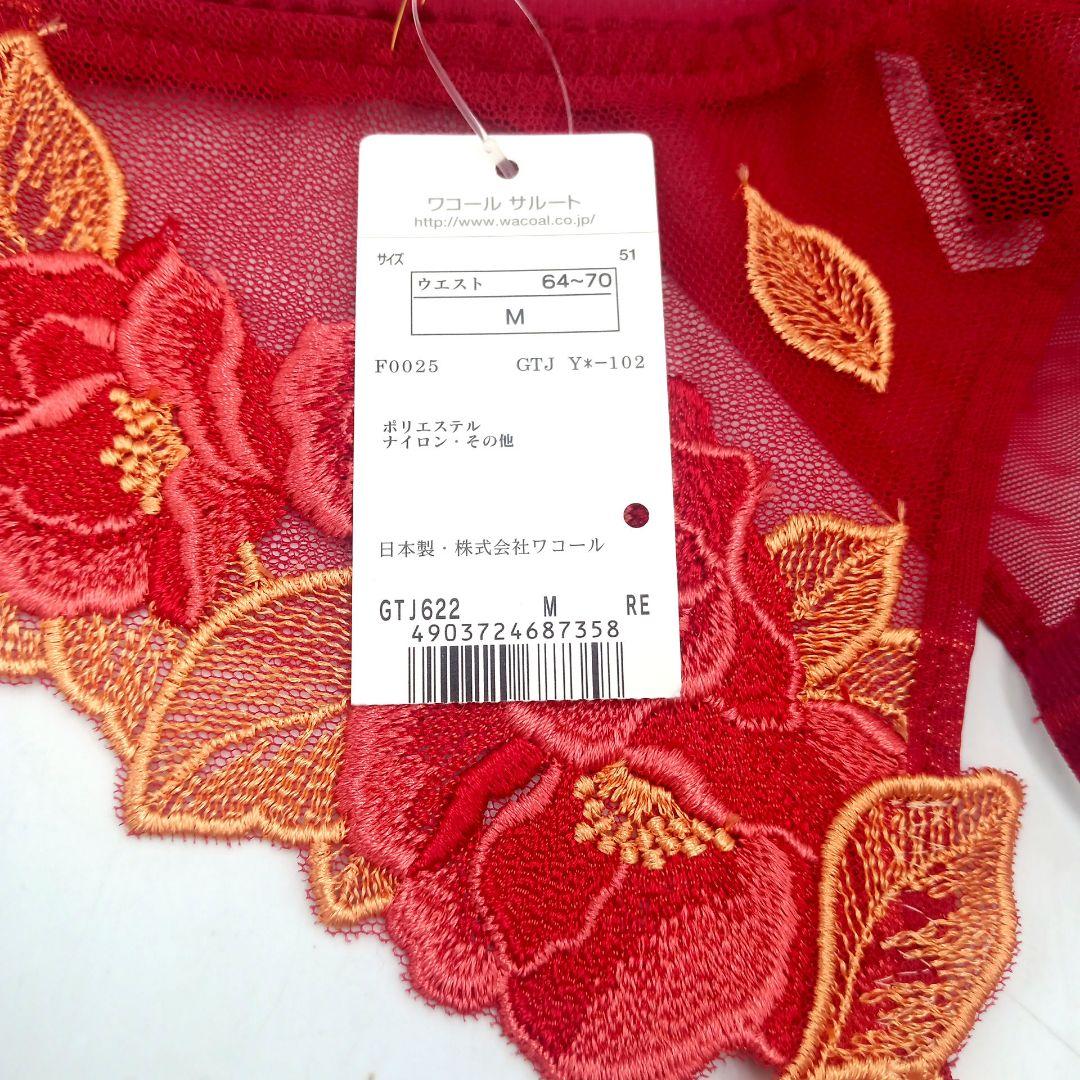 ワコール サルート
http://www.wacoal.co.jp/
サイズ 51
ウエスト 64~70
M
F0025 GTJ Y*-102
ポリエステル
ナイロン・その他
日本製・株式会社ワコール
GTJ622 M RE
4903724687358